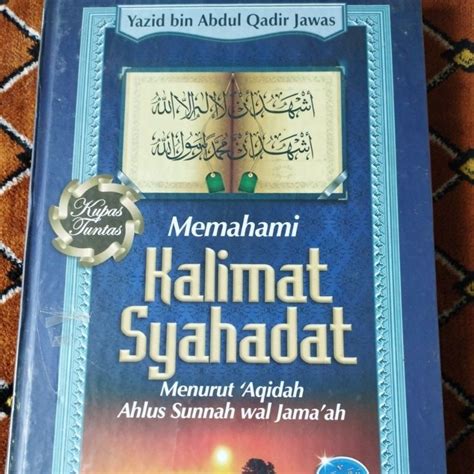 Yazid bin Abdul Qadir Jawas
أشهد أن لا إله إلا الله
أشهد أن محمد رسول الله
Kupas
Tuntas
Memahami
Kalimat
Syahadat
Menurut 'Aqidah
Ahlus Sunnah wal Jama'ah